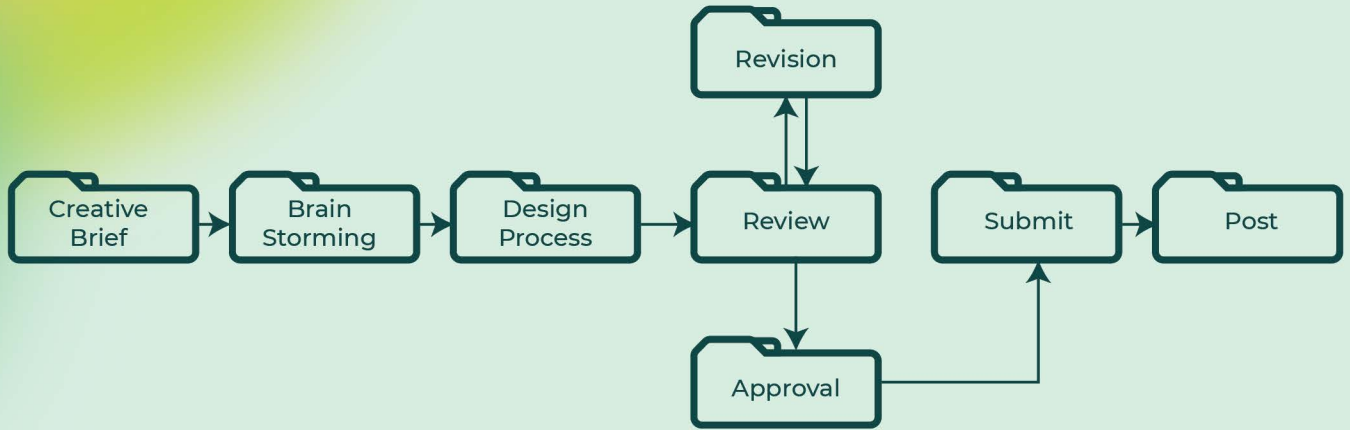 Revision
Creative
Brief
Brain
Storming
Design
Process
Review
Submit
Post
Approval